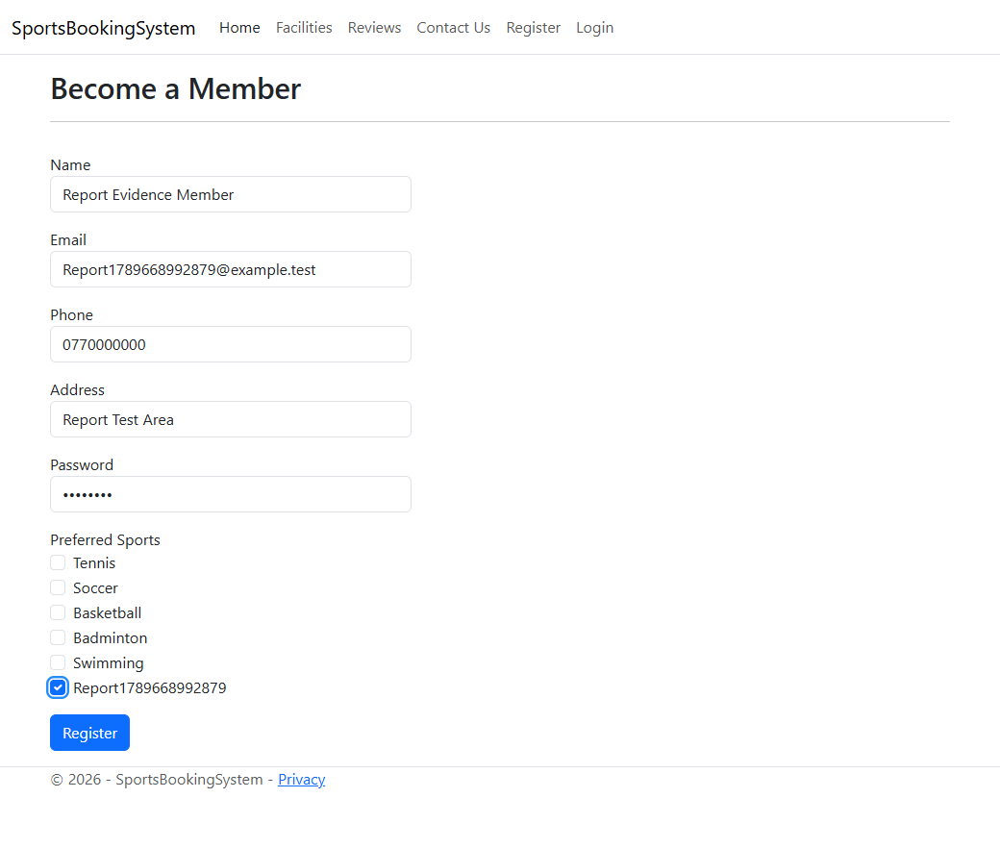 SportsBookingSystem Home Facilities Reviews Contact Us Register Login
Become a Member
Name
Report Evidence Member
Email
Report1789668992879@example.test
Phone
0770000000
Address
Report Test Area
Password
••••••••
Preferred Sports
Tennis
Soccer
Basketball
Badminton
Swimming
Report1789668992879
Register
© 2026 - SportsBookingSystem - Privacy